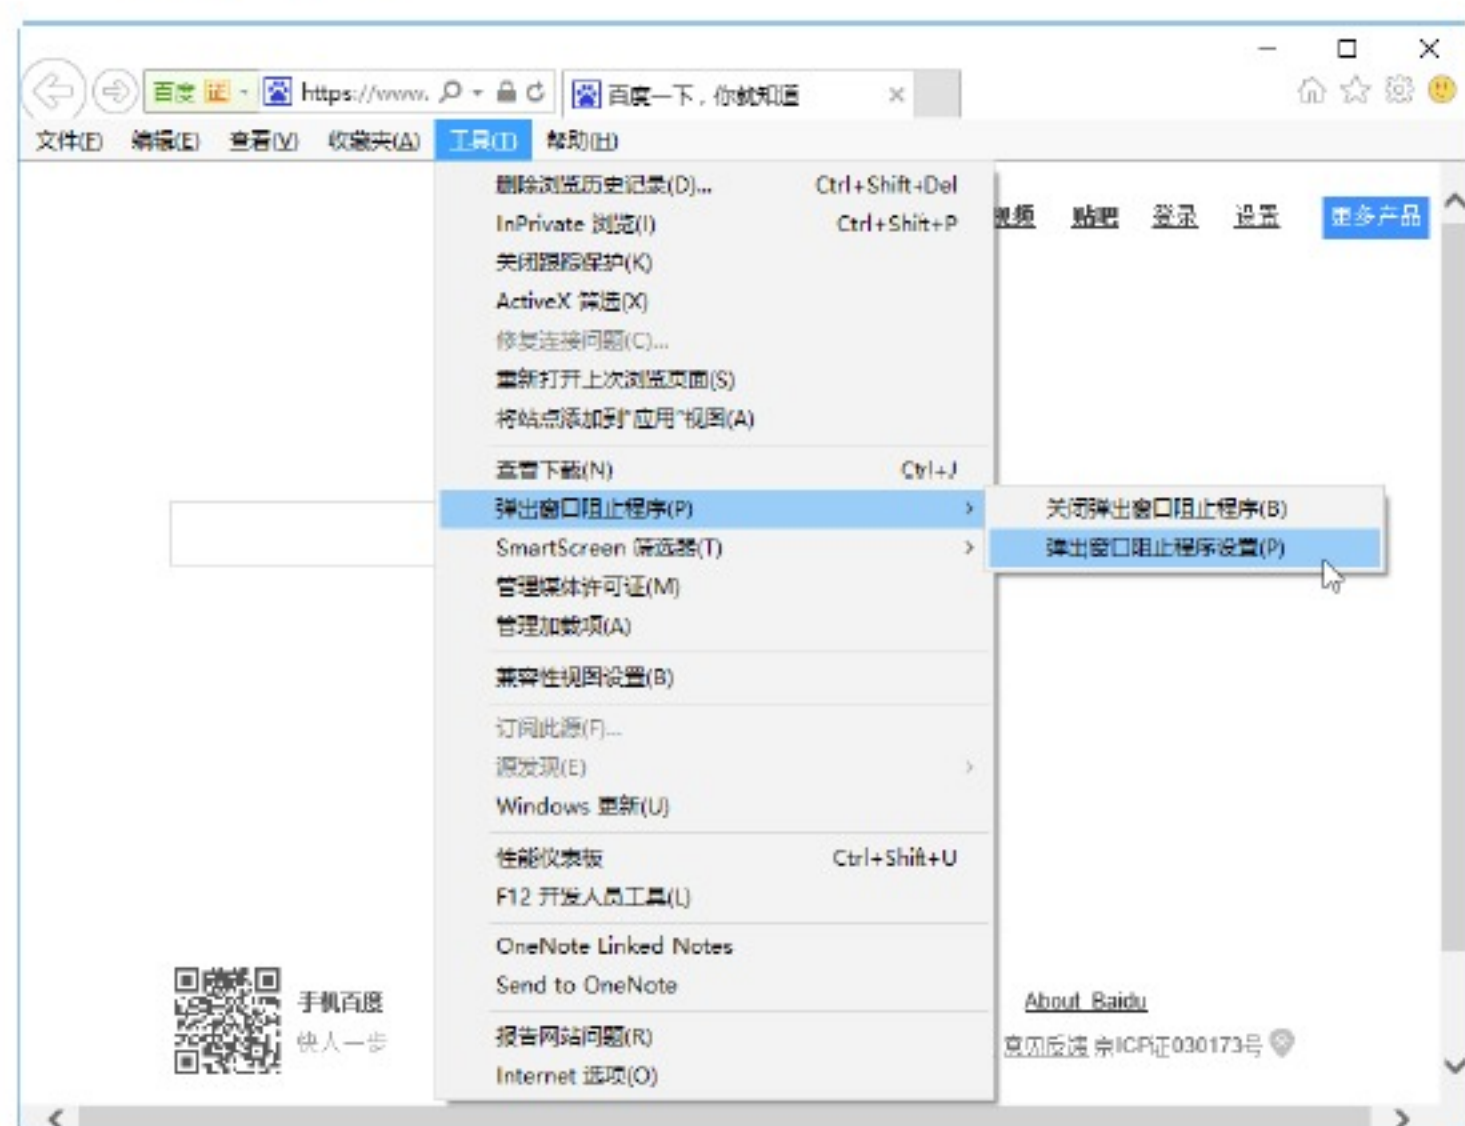 百度 证 https://www. 百度一下，你就知道
文件(F) 编辑(E) 查看(V) 收藏夹(A) 工具(T) 帮助(H)
删除浏览历史记录(D)... Ctrl+Shift+Del
InPrivate 浏览(I) Ctrl+Shift+P
视频 贴吧 登录 设置 更多产品
关闭跟踪保护(K)
ActiveX 筛选(X)
修复连接问题(C)...
重新打开上次浏览页面(S)
将站点添加到“应用”视图(A)
查看下载(N) Ctrl+J
弹出窗口阻止程序(P)
关闭弹出窗口阻止程序(B)
SmartScreen 筛选器(T)
弹出窗口阻止程序设置(P)
管理媒体许可证(M)
管理加载项(A)
兼容性视图设置(B)
订阅此源(F)...
源发现(E)
Windows 更新(U)
性能仪表板 Ctrl+Shift+U
F12 开发人员工具(L)
OneNote Linked Notes
Send to OneNote
手机百度
快人一步
About Baidu
报告网站问题(R)
意见反馈 京ICP证030173号
Internet 选项(O)